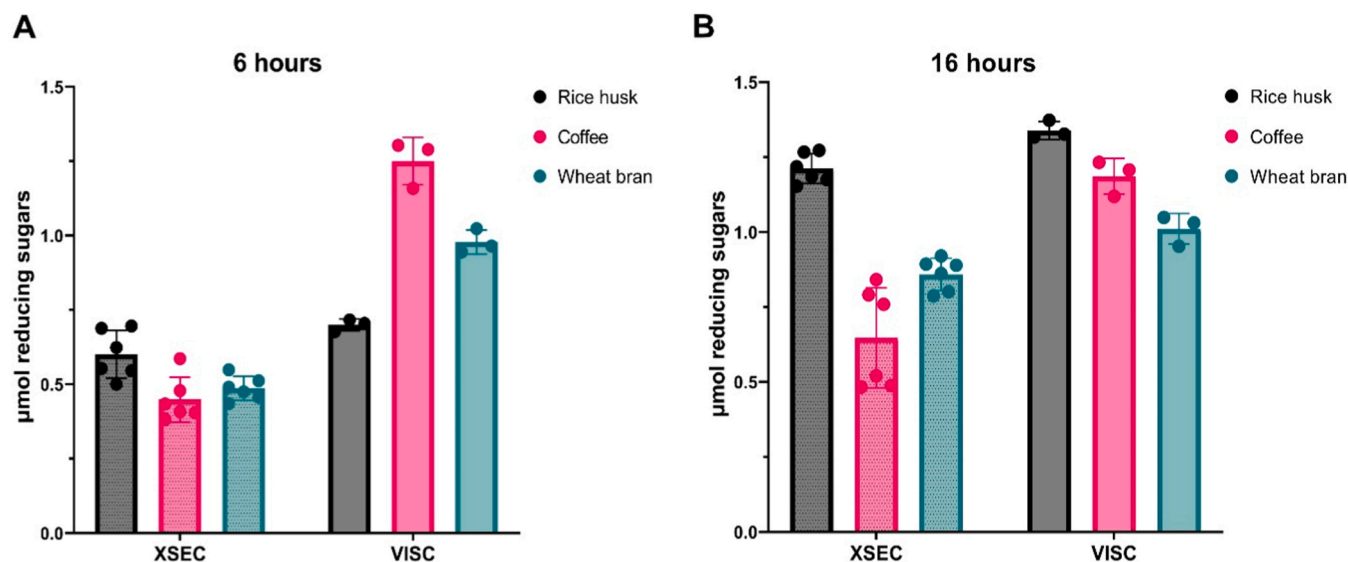 A
6 hours
µmol reducing sugars
1.5
1.0
0.5
0.0
XSEC
VISC
Rice husk
Coffee
Wheat bran
B
16 hours
µmol reducing sugars
1.5
1.0
0.5
0.0
XSEC
VISC
Rice husk
Coffee
Wheat bran